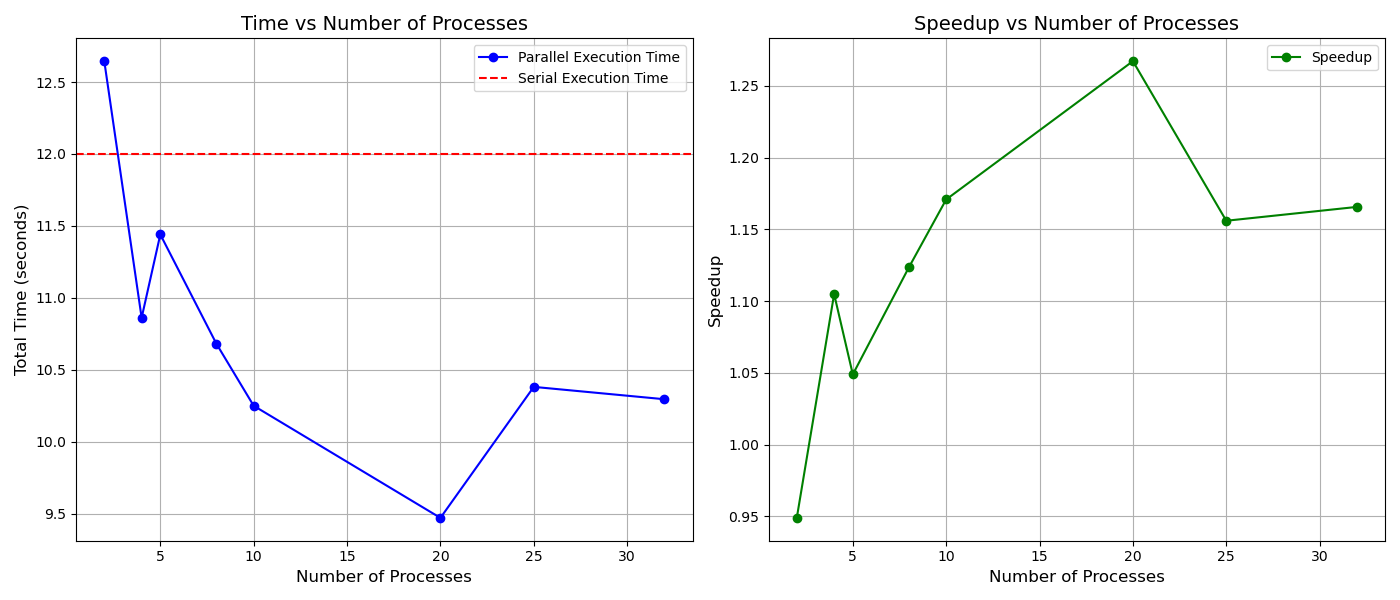 Time vs Number of Processes
Parallel Execution Time
Serial Execution Time
12.5
12.0
11.5
11.0
10.5
10.0
9.5
Total Time (seconds)
5 10 15 20 25 30
Number of Processes
Speedup vs Number of Processes
Speedup
1.25
1.20
1.15
1.10
1.05
1.00
0.95
Speedup
5 10 15 20 25 30
Number of Processes